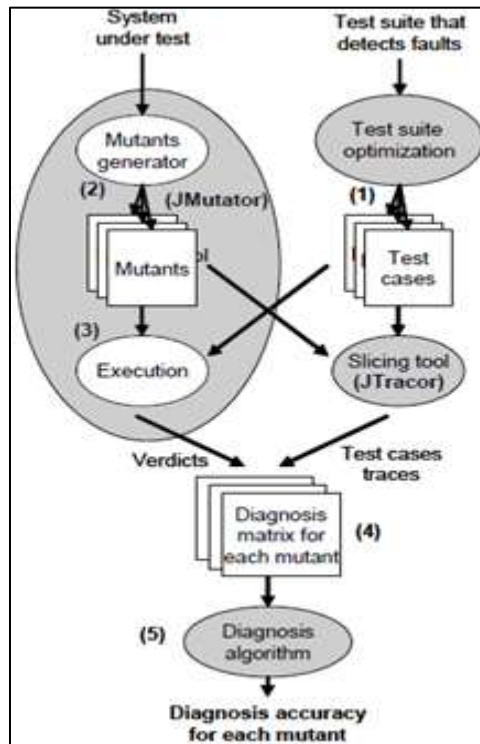 System
under test
Test suite that
detects faults
Mutants
generator
Test suite
optimization
(2)
(JMutator)
(1)
Mutants
ol
Test
cases
(3)
Execution
Slicing tool
(JTracor)
Verdicts
Test cases
traces
Diagnosis
matrix for
each mutant
(4)
(5)
Diagnosis
algorithm
Diagnosis accuracy
for each mutant